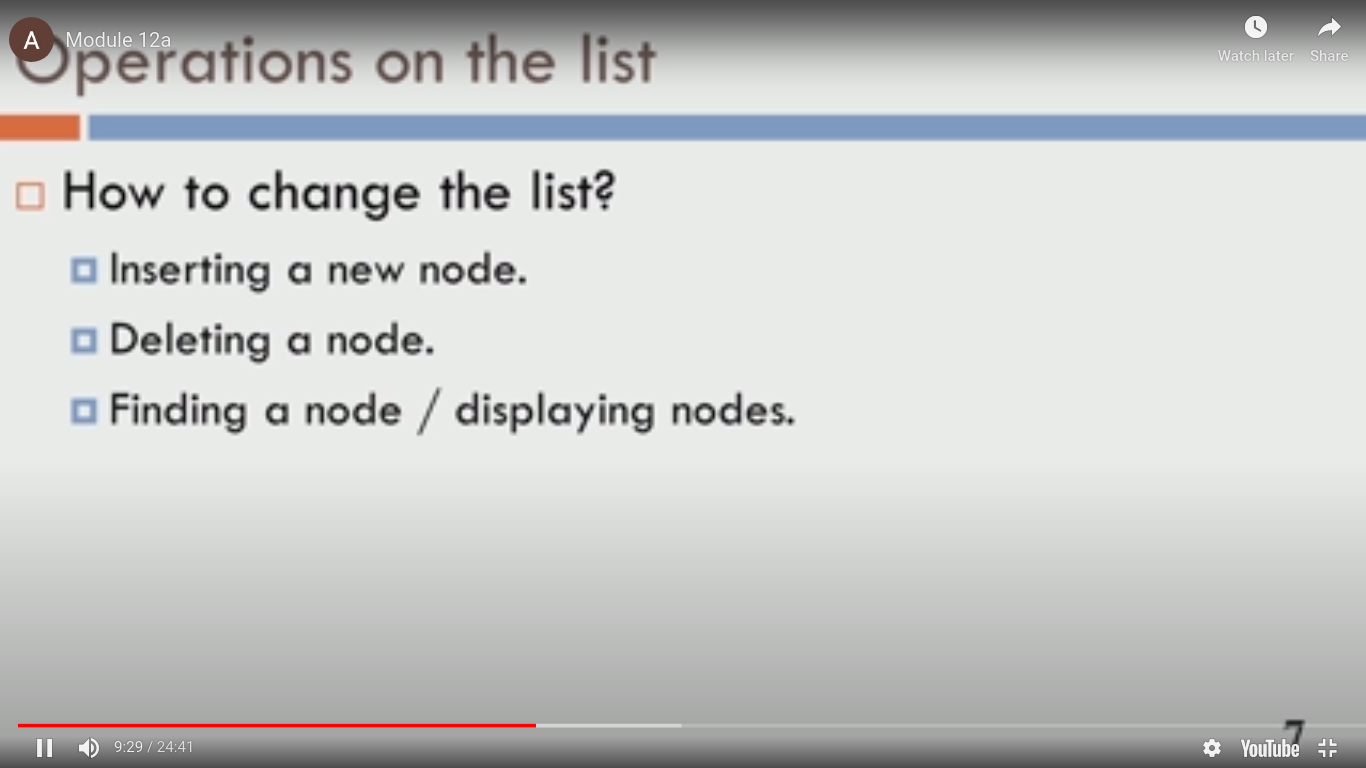 A
Module 12a
Watch later
Share
Operations on the list
How to change the list?
Inserting a new node.
Deleting a node.
Finding a node / displaying nodes.
7
9:29 / 24:41
YouTube